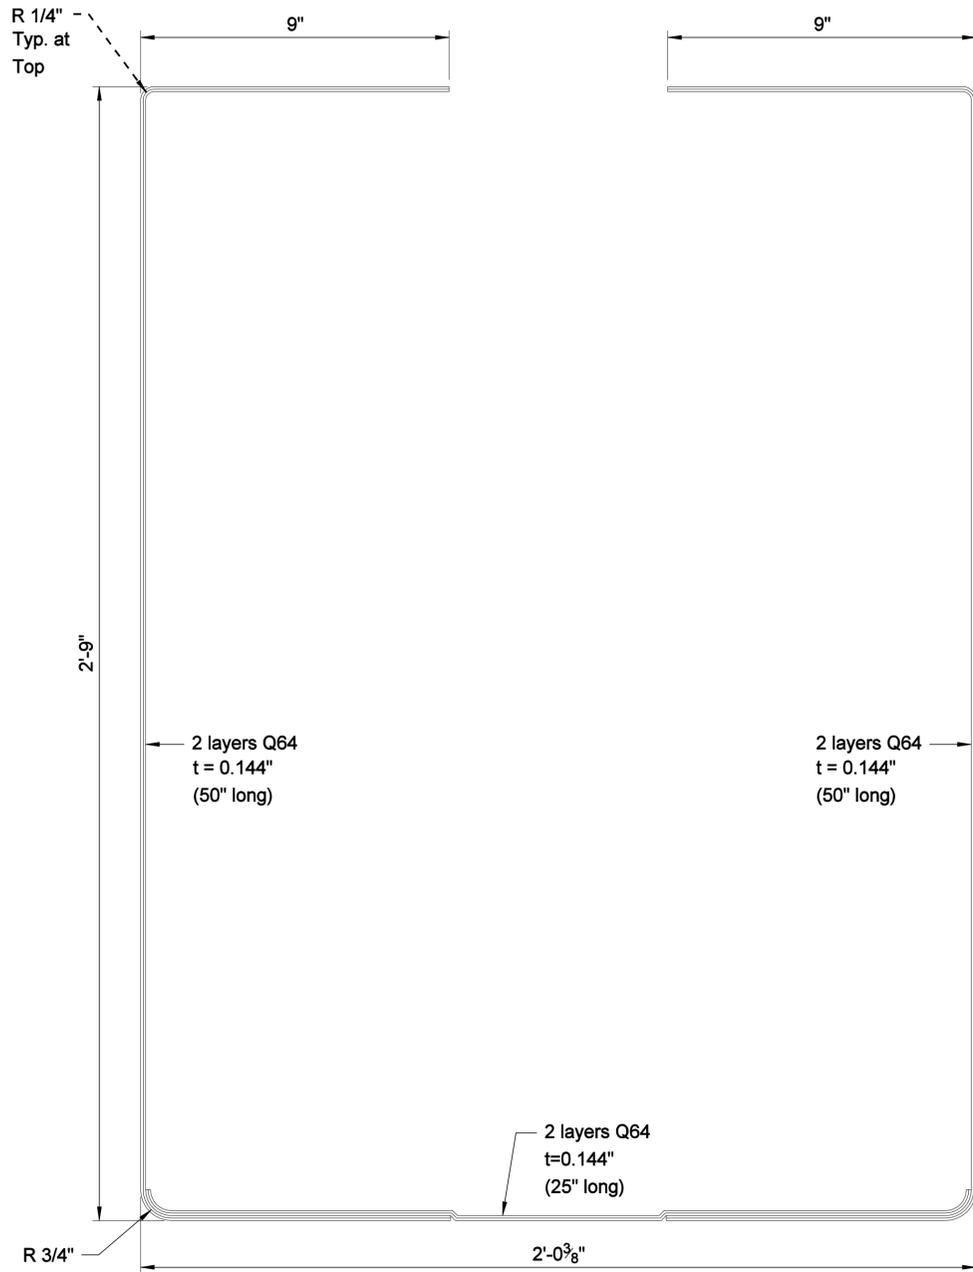 R 1/4"
Typ. at
Top
9"
9"
2'-9"
2 layers Q64
t = 0.144"
(50" long)
2 layers Q64
t = 0.144"
(50" long)
2 layers Q64
t=0.144"
(25" long)
R 3/4"
2'-0⅜"